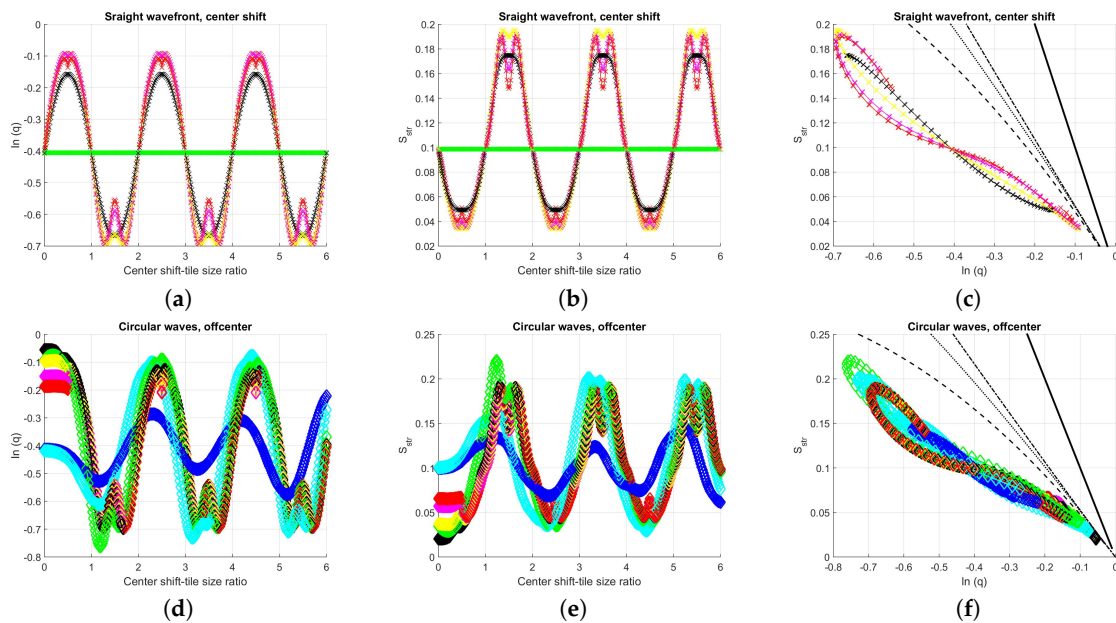 Sraight wavefront, center shift
ln (q)
0
-0.1
-0.2
-0.3
-0.4
-0.5
-0.6
-0.7
0 1 2 3 4 5 6
Center shift-tile size ratio
(a)
Sraight wavefront, center shift
S_str
0.2
0.18
0.16
0.14
0.12
0.1
0.08
0.06
0.04
0.02
0 1 2 3 4 5 6
Center shift-tile size ratio
(b)
Sraight wavefront, center shift
S_str
0.2
0.18
0.16
0.14
0.12
0.1
0.08
0.06
0.04
0.02
-0.7 -0.6 -0.5 -0.4 -0.3 -0.2 -0.1 0
ln (q)
(c)
Circular waves, offcenter
ln (q)
0
-0.1
-0.2
-0.3
-0.4
-0.5
-0.6
-0.7
-0.8
0 1 2 3 4 5 6
Center shift-tile size ratio
(d)
Circular waves, offcenter
S_str
0.25
0.2
0.15
0.1
0.05
0
0 1 2 3 4 5 6
Center shift-tile size ratio
(e)
Circular waves, offcenter
S_str
0.25
0.2
0.15
0.1
0.05
0
-0.8 -0.7 -0.6 -0.5 -0.4 -0.3 -0.2 -0.1 0
ln (q)
(f)